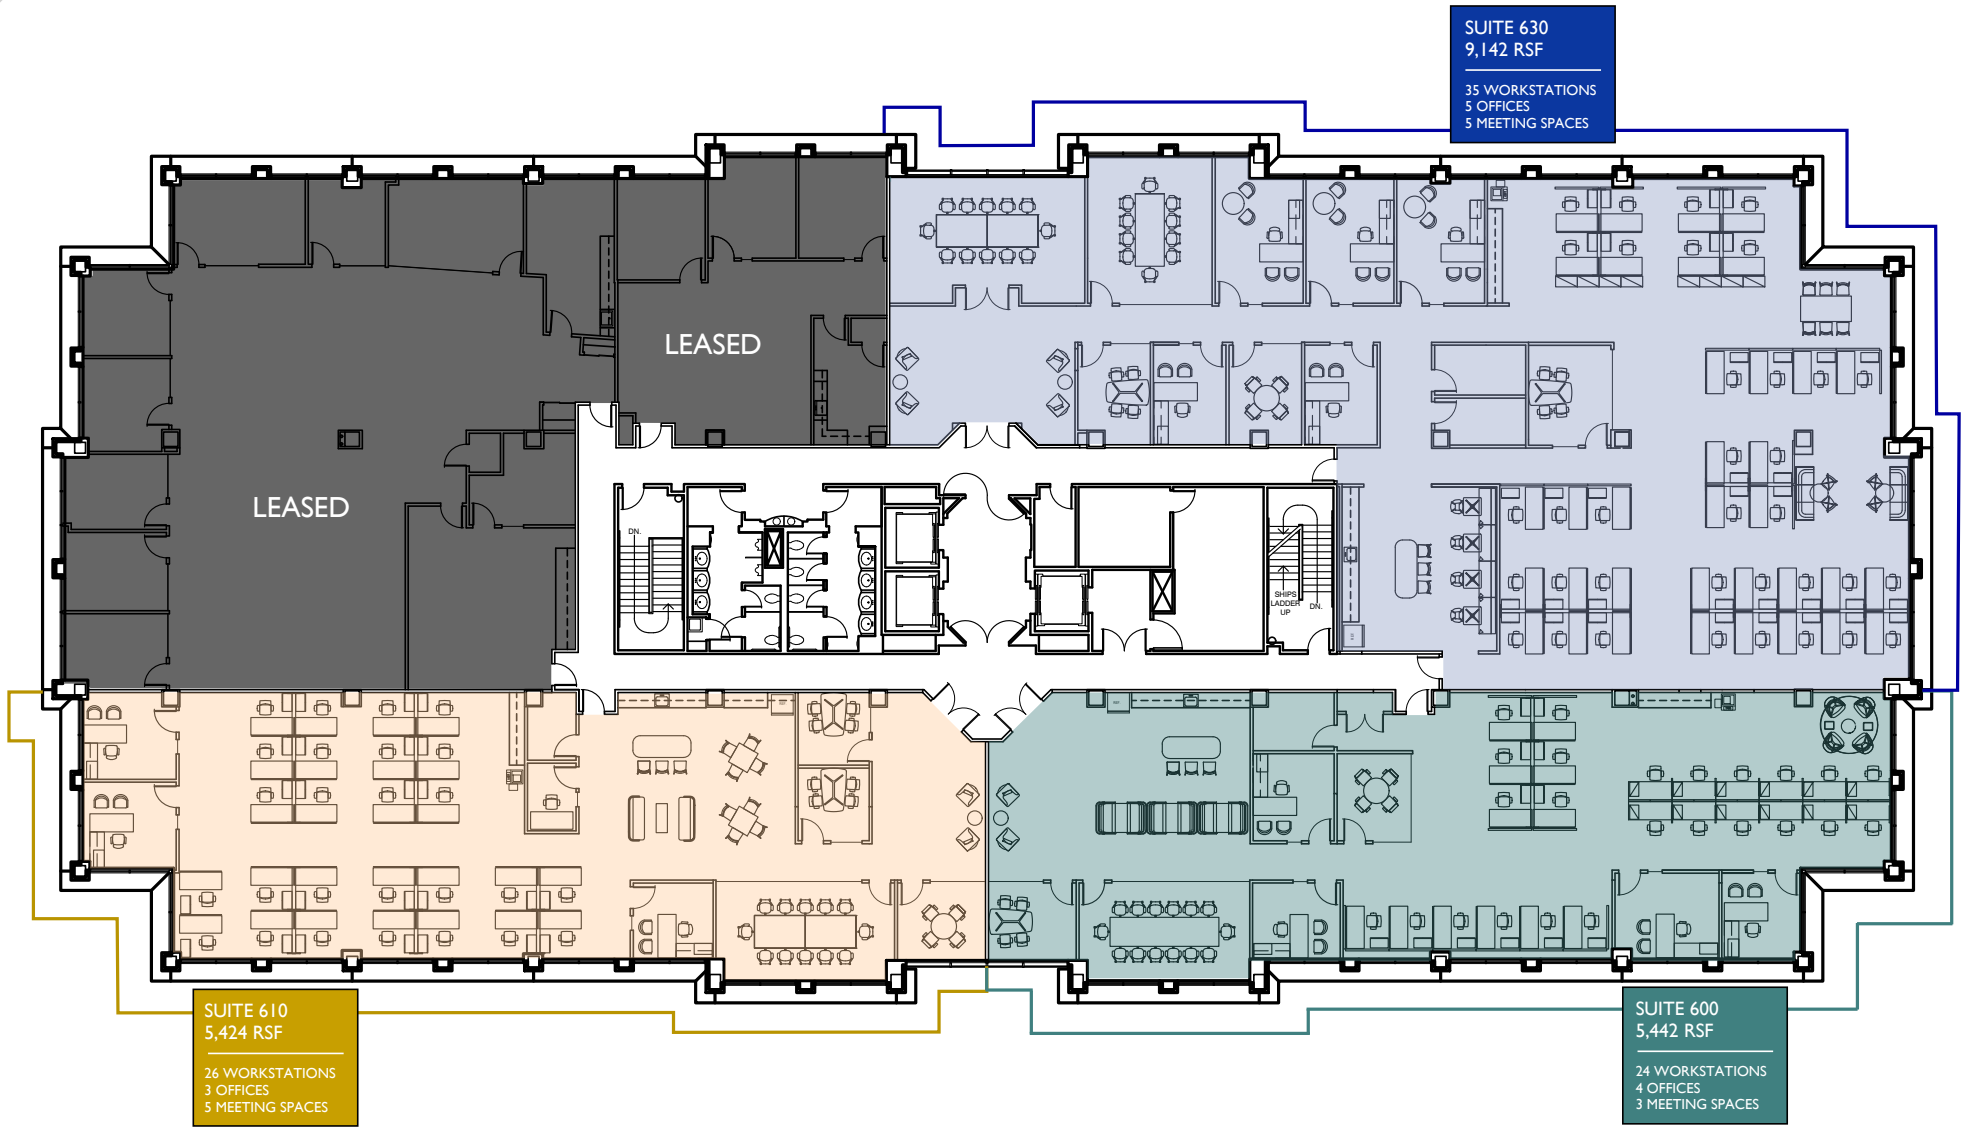 SUITE 630
9,142 RSF
35 WORKSTATIONS
5 OFFICES
5 MEETING SPACES
LEASED
LEASED
DN.
SHIPS
LADDER
UP
DN.
SUITE 610
5,424 RSF
26 WORKSTATIONS
3 OFFICES
5 MEETING SPACES
SUITE 600
5,442 RSF
24 WORKSTATIONS
4 OFFICES
3 MEETING SPACES